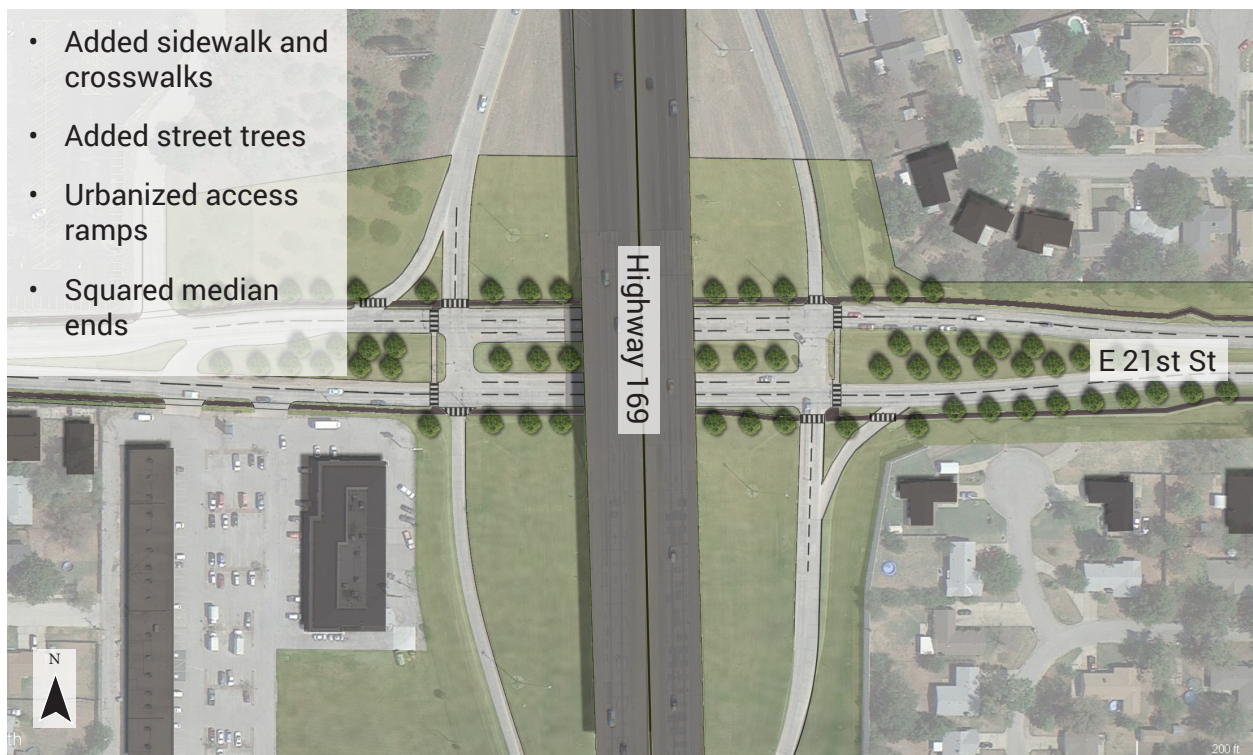 • Added sidewalk and
crosswalks
• Added street trees
• Urbanized access
ramps
• Squared median
ends
Highway 169
E 21st St
N
th
200 ft